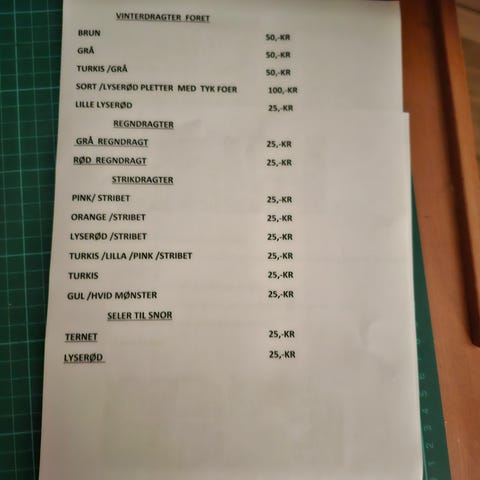 VINTERDRAGTER FORET
BRUN 50,-KR
GRÅ 50,-KR
TURKIS /GRÅ 50,-KR
SORT /LYSERØD PLETTER MED TYK FOER 100,-KR
LILLE LYSERØD 25,-KR
REGNDRAGTER
GRÅ REGNDRAGT 25,-KR
RØD REGNDRAGT 25,-KR
STRIKDRAGTER
PINK/ STRIBET 25,-KR
ORANGE /STRIBET 25,-KR
LYSERØD /STRIBET 25,-KR
TURKIS /LILLA /PINK /STRIBET 25,-KR
TURKIS 25,-KR
GUL /HVID MØNSTER 25,-KR
SELER TIL SNOR
TERNET 25,-KR
LYSERØD 25,-KR